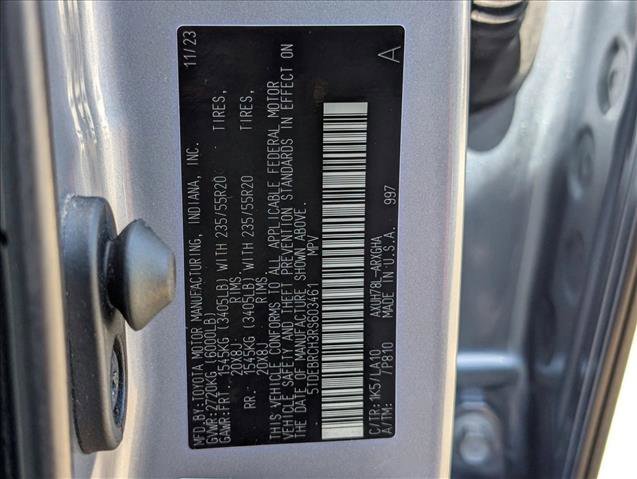 11/23 A
MFD.BY:TOYOTA MOTOR MANUFACTURING, INDIANA, INC.
GVWR:2720KG (6000LB)
GAWR:FRT. 1545KG (3405LB) WITH 235/55R20 TIRES,
20X8J RIMS
RR. 1545KG (3405LB) WITH 235/55R20 TIRES,
20X8J RIMS
THIS VEHICLE CONFORMS TO ALL APPLICABLE FEDERAL MOTOR
VEHICLE SAFETY AND THEFT PREVENTION STANDARDS IN EFFECT ON
THE DATE OF MANUFACTURE SHOWN ABOVE.
5TDEBRCH3RS603461 MPV
C/TR:1K5/LA10 AXUH78L-ARXGHA 997
A/TM: /P810 MADE IN U.S.A.